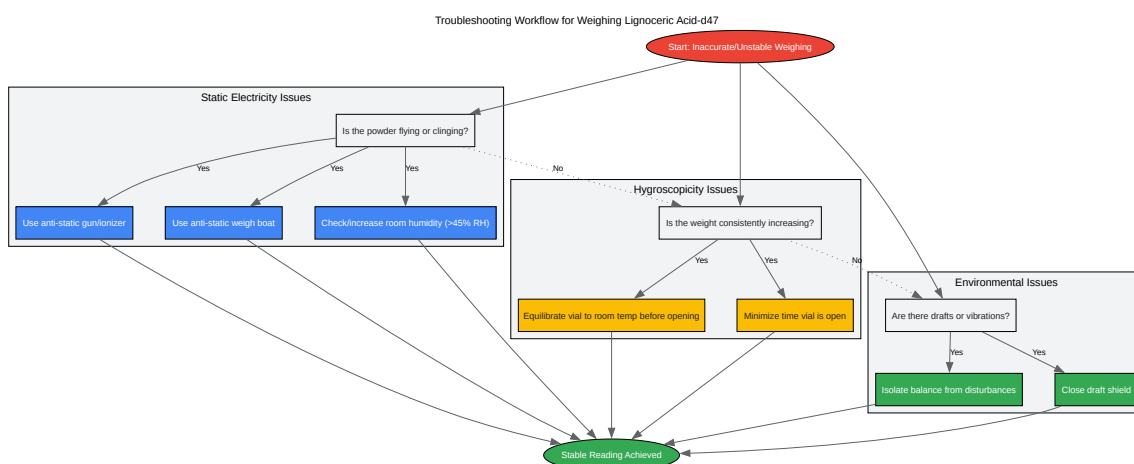 Troubleshooting Workflow for Weighing Lignoceric Acid-d47
Start: Inaccurate/Unstable Weighing
Static Electricity Issues
Is the powder flying or clinging?
Yes
Yes
Yes
No
Use anti-static gun/ionizer
Use anti-static weigh boat
Check/increase room humidity (>45% RH)
Hygroscopicity Issues
Is the weight consistently increasing?
Yes
Yes
No
Equilibrate vial to room temp before opening
Minimize time vial is open
Environmental Issues
Are there drafts or vibrations?
Yes
Yes
Isolate balance from disturbances
Close draft shield
Stable Reading Achieved